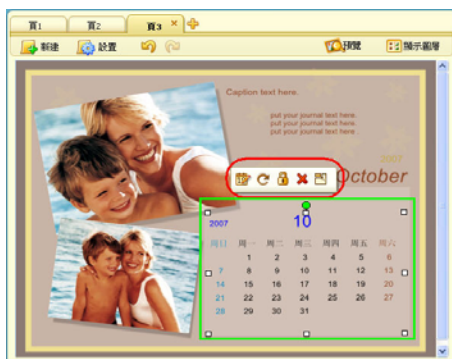 頁1 頁2 頁3
新建 設置 預覽 顯示圖層
Caption text here.
put your journal text here.
put your journal text here.
put your journal text here.
2007
October
2007 10
周日 周一 周二 周三 周四 周五 周六
1 2 3 4 5 6
7 8 9 10 11 12 13
14 15 16 17 18 19 20
21 22 23 24 25 26 27
28 29 30 31